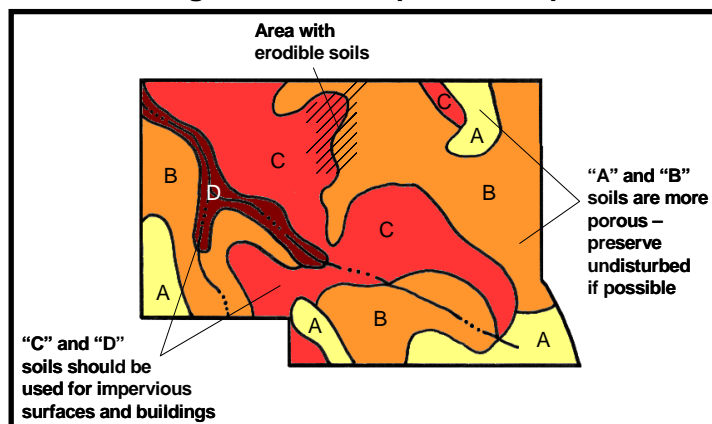 Area with
erodible soils
C
A
B
C
B
D
C
"A" and "B"
soils are more
porous –
preserve
undisturbed
if possible
A
A
B
A
"C" and "D"
soils should be
used for impervious
surfaces and buildings